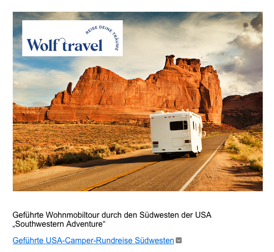 REISE DEINE TRÄUME
Wolf travel
Geführte Wohnmobiltour durch den Südwesten der USA
„Southwestern Adventure“
Geführte USA-Camper-Rundreise Südwesten